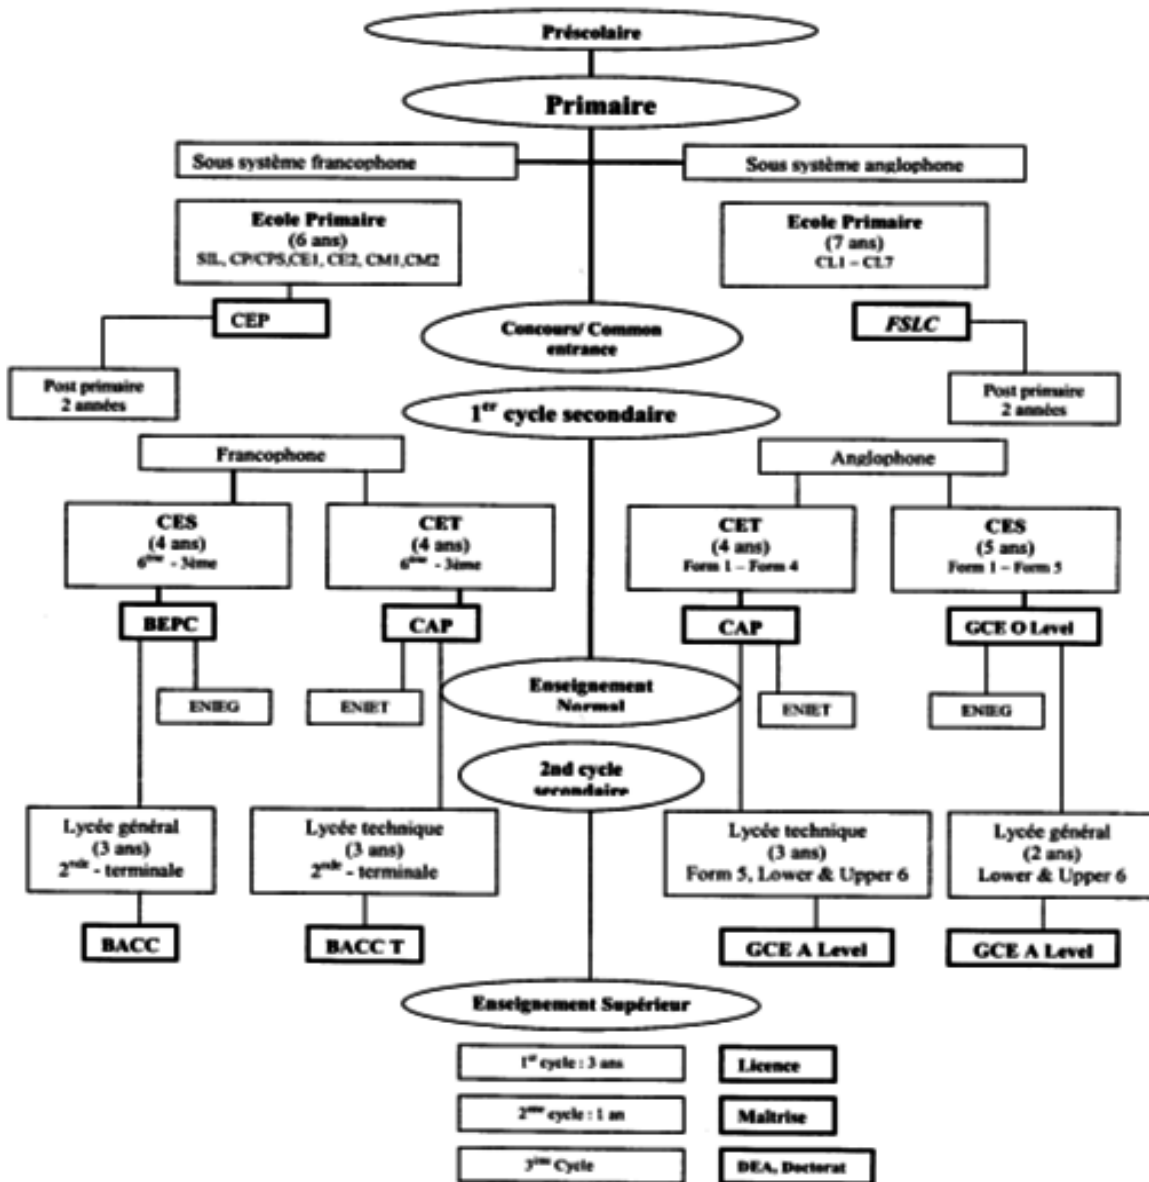 Préscolaire
Primaire
Sous système francophone
Sous système anglophone
Ecole Primaire
(6 ans)
SIL, CP/CPS,CE1, CE2, CM1,CM2
Ecole Primaire
(7 ans)
CL1 – CL7
CEP
Concours/ Common
entrance
FSLC
Post primaire
2 années
1er cycle secondaire
Post primaire
2 années
Francophone
Anglophone
CES
(4 ans)
6ème - 3ème
CET
(4 ans)
6ème - 3ème
CET
(4 ans)
Form 1 – Form 4
CES
(5 ans)
Form 1 – Form 5
BEPC
CAP
CAP
GCE O Level
ENIEG
ENIET
Enseignement
Normal
ENIET
ENIEG
2nd cycle
secondaire
Lycée général
(3 ans)
2nde - terminale
Lycée technique
(3 ans)
2nde - terminale
Lycée technique
(3 ans)
Form 5, Lower & Upper 6
Lycée général
(2 ans)
Lower & Upper 6
BACC
BACC T
GCE A Level
GCE A Level
Enseignement Supérieur
1er cycle : 3 ans
Licence
2ème cycle : 1 an
Maîtrise
3ème Cycle
DEA, Doctorat